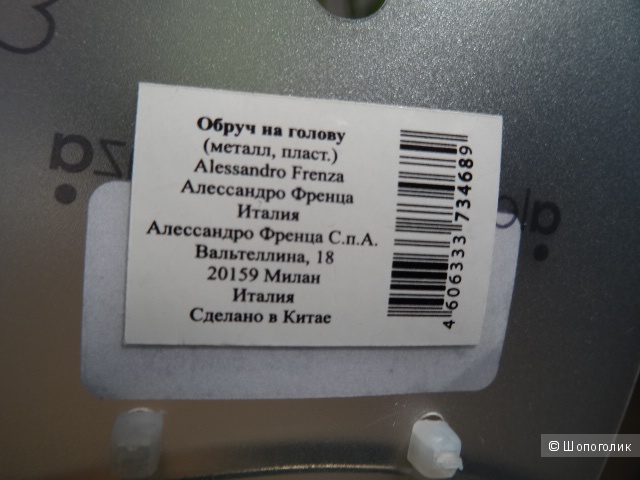 Обруч на голову
(металл, пласт.)
Alessandro Frenza
Алессандро Френца
Италия
Алессандро Френца С.п.А.
Вальтеллина, 18
20159 Милан
Италия
Сделано в Китае
4 606333 734689
© Шопоголик